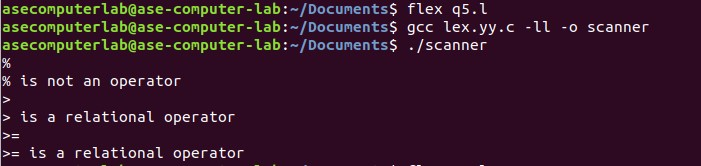 asecomputerlab@ase-computer-lab:~/Documents$ flex q5.l
asecomputerlab@ase-computer-lab:~/Documents$ gcc lex.yy.c -ll -o scanner
asecomputerlab@ase-computer-lab:~/Documents$ ./scanner
%
% is not an operator
>
> is a relational operator
>=
>= is a relational operator